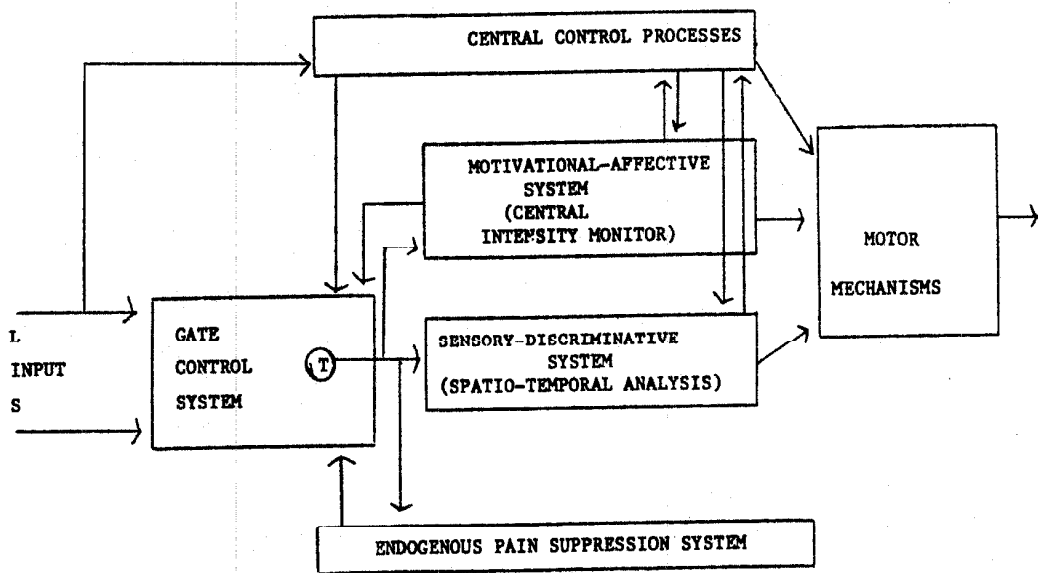 CENTRAL CONTROL PROCESSES
MOTIVATIONAL-AFFECTIVE
SYSTEM
(CENTRAL
INTENSITY MONITOR)
MOTOR
MECHANISMS
L
INPUT
S
GATE
CONTROL
SYSTEM
T
SENSORY-DISCRIMINATIVE
SYSTEM
(SPATIO-TEMPORAL ANALYSIS)
ENDOGENOUS PAIN SUPPRESSION SYSTEM